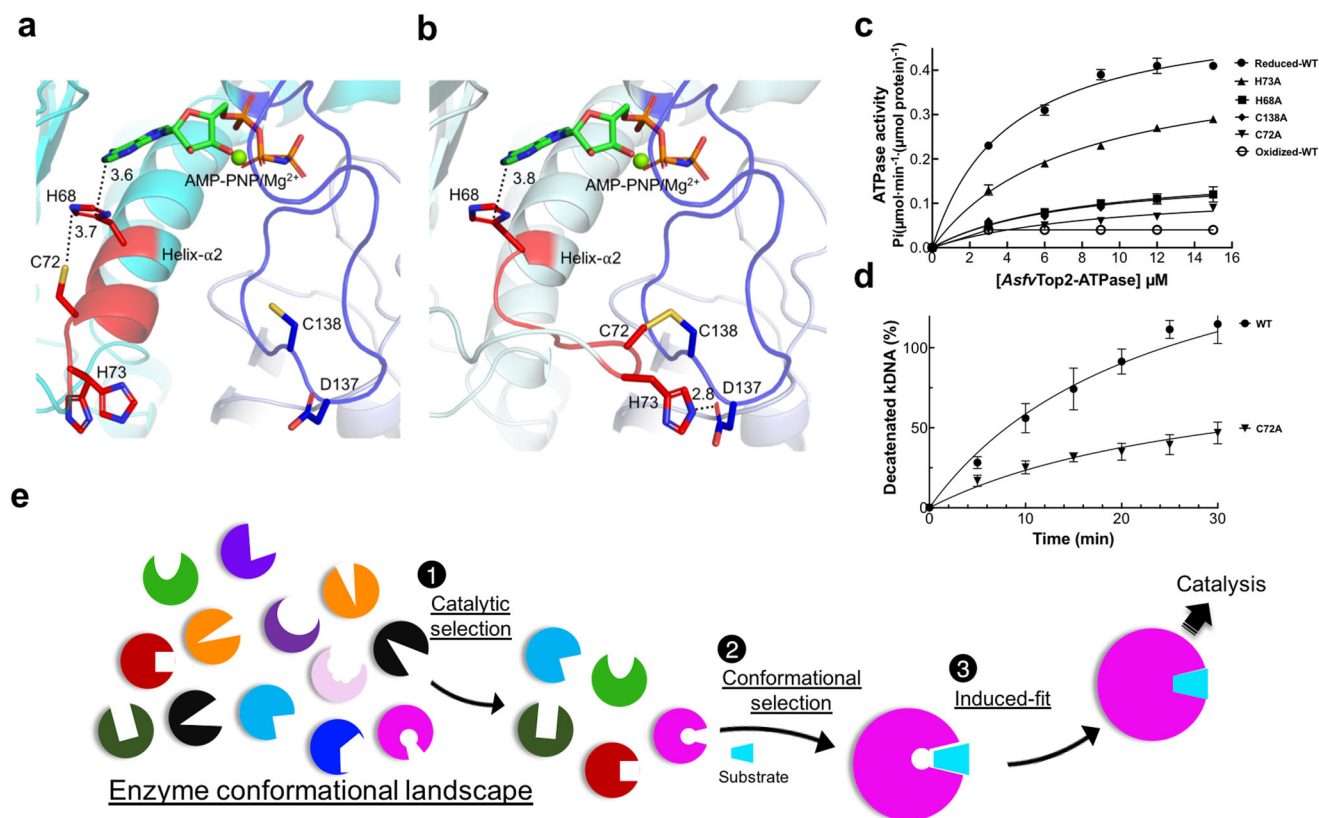 a
3.6
H68
3.7
C72
AMP-PNP/Mg²⁺
Helix-α2
C138
D137
H73
b
3.8
H68
AMP-PNP/Mg²⁺
Helix-α2
C72
C138
H73
2.8
D137
c
ATPase activity
Pi(μmol·min⁻¹·(μmol protein)⁻¹)
0.4
0.3
0.2
0.1
0.0
0 2 4 6 8 10 12 14 16
[AsfvTop2-ATPase] μM
Reduced-WT
H73A
H68A
C138A
C72A
Oxidized-WT
d
Decatenated kDNA (%)
100
50
0
0 10 20 30
Time (min)
WT
C72A
e
1
Catalytic
selection
2
Conformational
selection
3
Induced-fit
Catalysis
Substrate
Enzyme conformational landscape